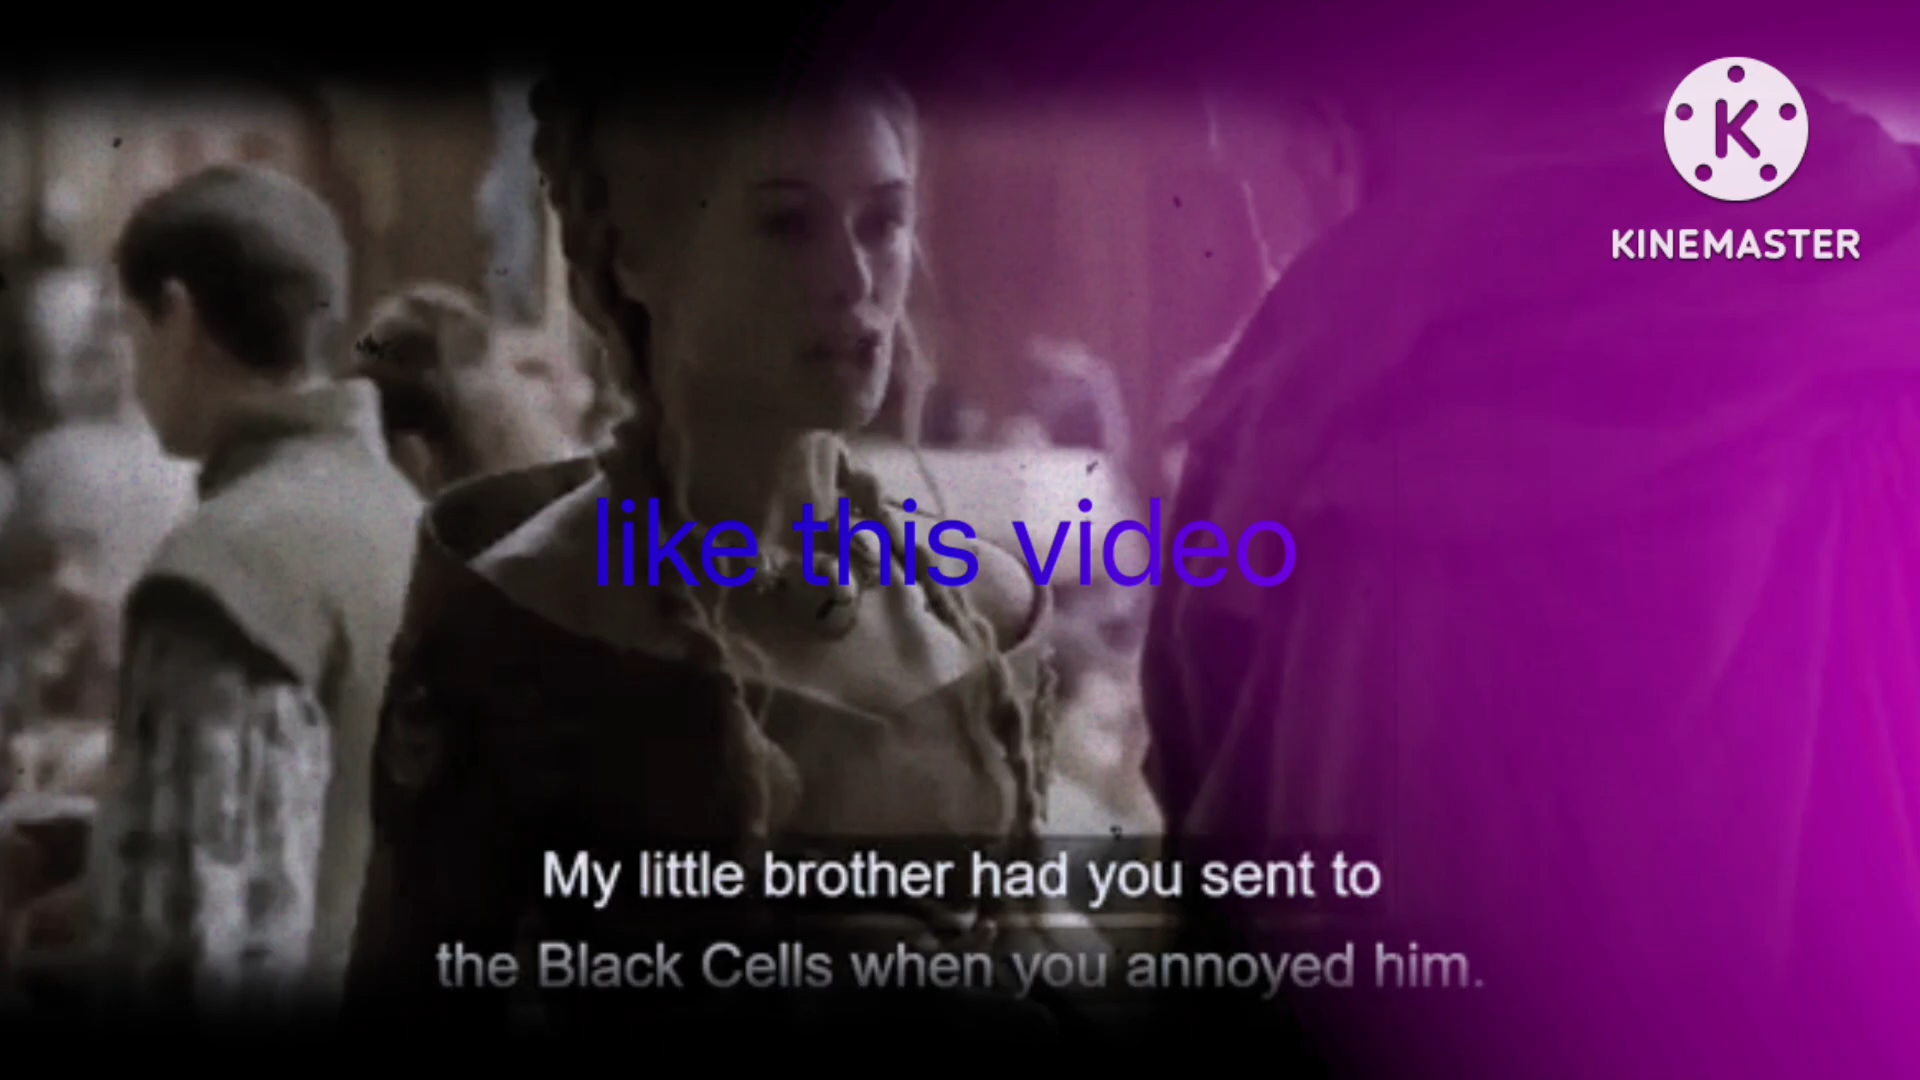 K
KINEMASTER
like this video
My little brother had you sent to
the Black Cells when you annoyed him.